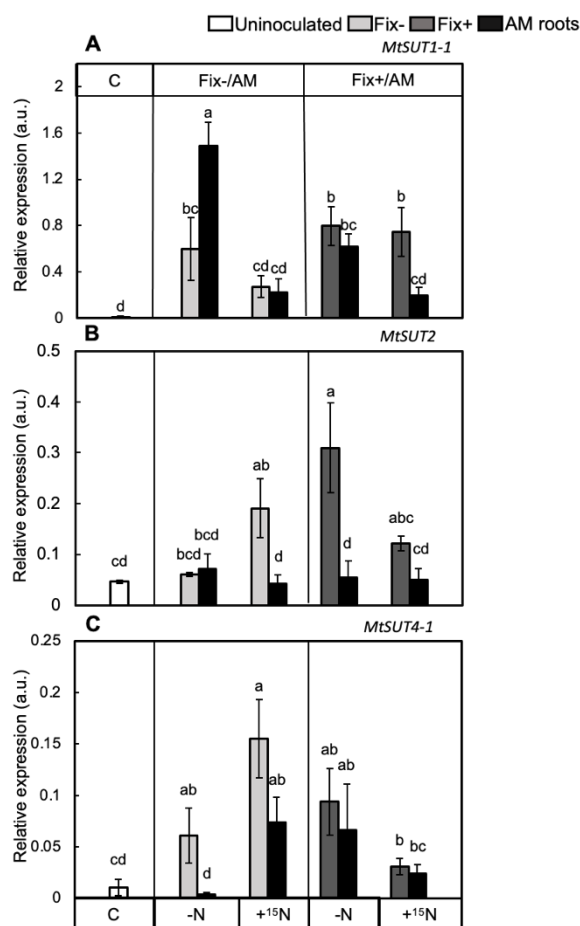 Uninoculated Fix- Fix+ AM roots
A MtSUT1-1
C Fix-/AM Fix+/AM
Relative expression (a.u.)
2
1.6
1.2
0.8
0.4
0
d bc a cd cd b bc b cd
B MtSUT2
Relative expression (a.u.)
0.5
0.4
0.3
0.2
0.1
0
cd bcd bcd ab d a d abc cd
C MtSUT4-1
Relative expression (a.u.)
0.25
0.2
0.15
0.1
0.05
0
cd ab d a ab ab ab b bc
C -N +15N -N +15N